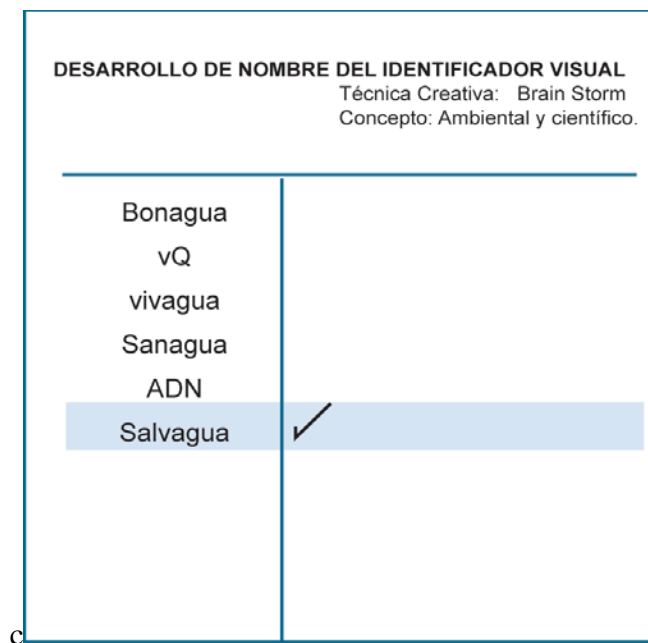 DESARROLLO DE NOMBRE DEL IDENTIFICADOR VISUAL
Técnica Creativa: Brain Storm
Concepto: Ambiental y científico.
Bonagua
vQ
vivagua
Sanagua
ADN
Salvagua
c